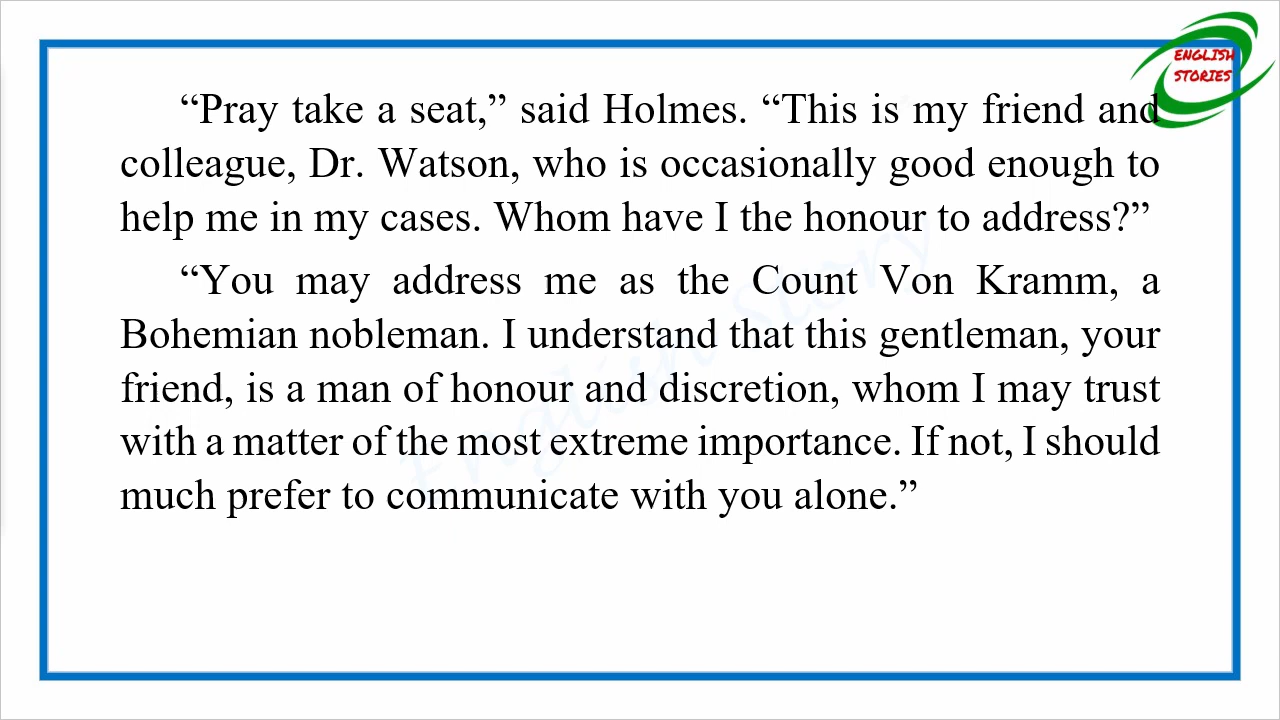 ENGLISH
STORIES
“Pray take a seat,” said Holmes. “This is my friend and
colleague, Dr. Watson, who is occasionally good enough to
help me in my cases. Whom have I the honour to address?”
“You may address me as the Count Von Kramm, a
Bohemian nobleman. I understand that this gentleman, your
friend, is a man of honour and discretion, whom I may trust
with a matter of the most extreme importance. If not, I should
much prefer to communicate with you alone.”
English Story